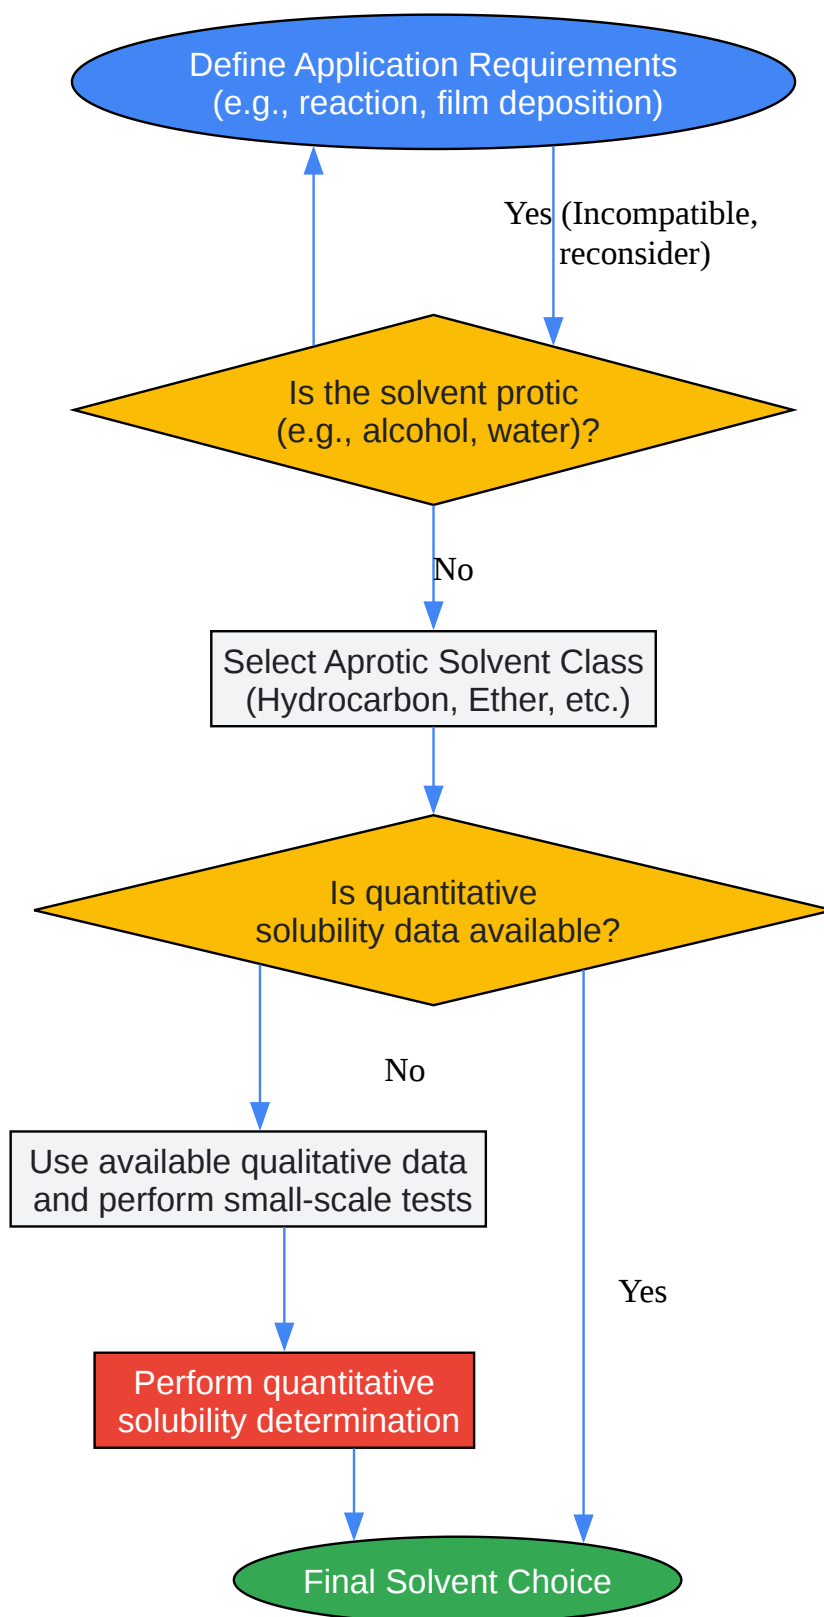 Define Application Requirements
(e.g., reaction, film deposition)
Yes (Incompatible,
reconsider)
Is the solvent protic
(e.g., alcohol, water)?
No
Select Aprotic Solvent Class
(Hydrocarbon, Ether, etc.)
Is quantitative
solubility data available?
No
Use available qualitative data
and perform small-scale tests
Yes
Perform quantitative
solubility determination
Final Solvent Choice